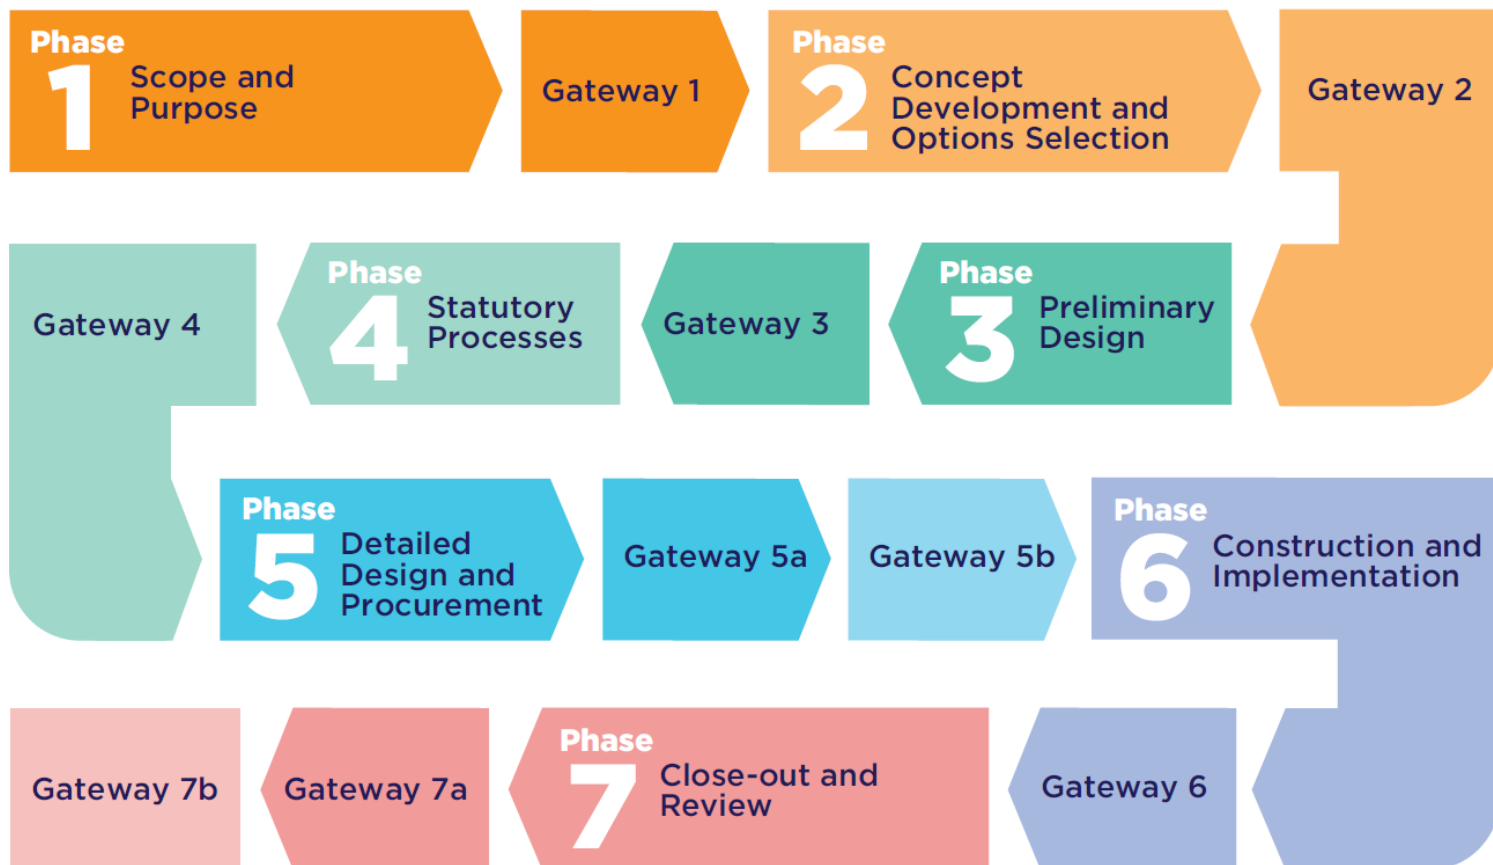 Phase
1
Scope and
Purpose
Gateway 1
Phase
2
Concept
Development and
Options Selection
Gateway 2
Phase
3
Preliminary
Design
Gateway 3
Phase
4
Statutory
Processes
Gateway 4
Phase
5
Detailed
Design and
Procurement
Gateway 5a
Gateway 5b
Phase
6
Construction and
Implementation
Gateway 6
Phase
7
Close-out and
Review
Gateway 7a
Gateway 7b